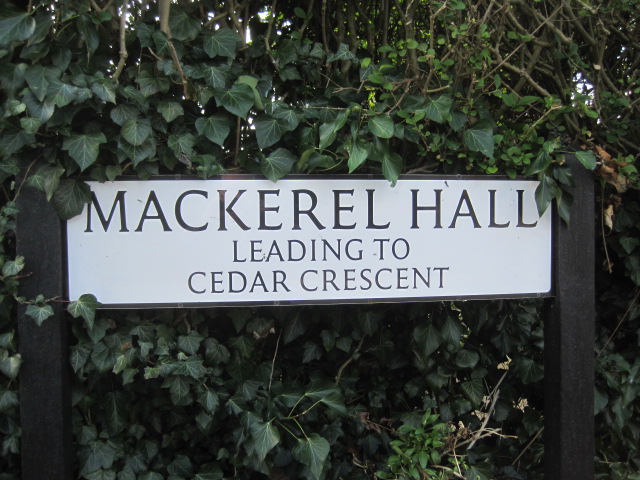 MACKEREL HALL
LEADING TO
CEDAR CRESCENT